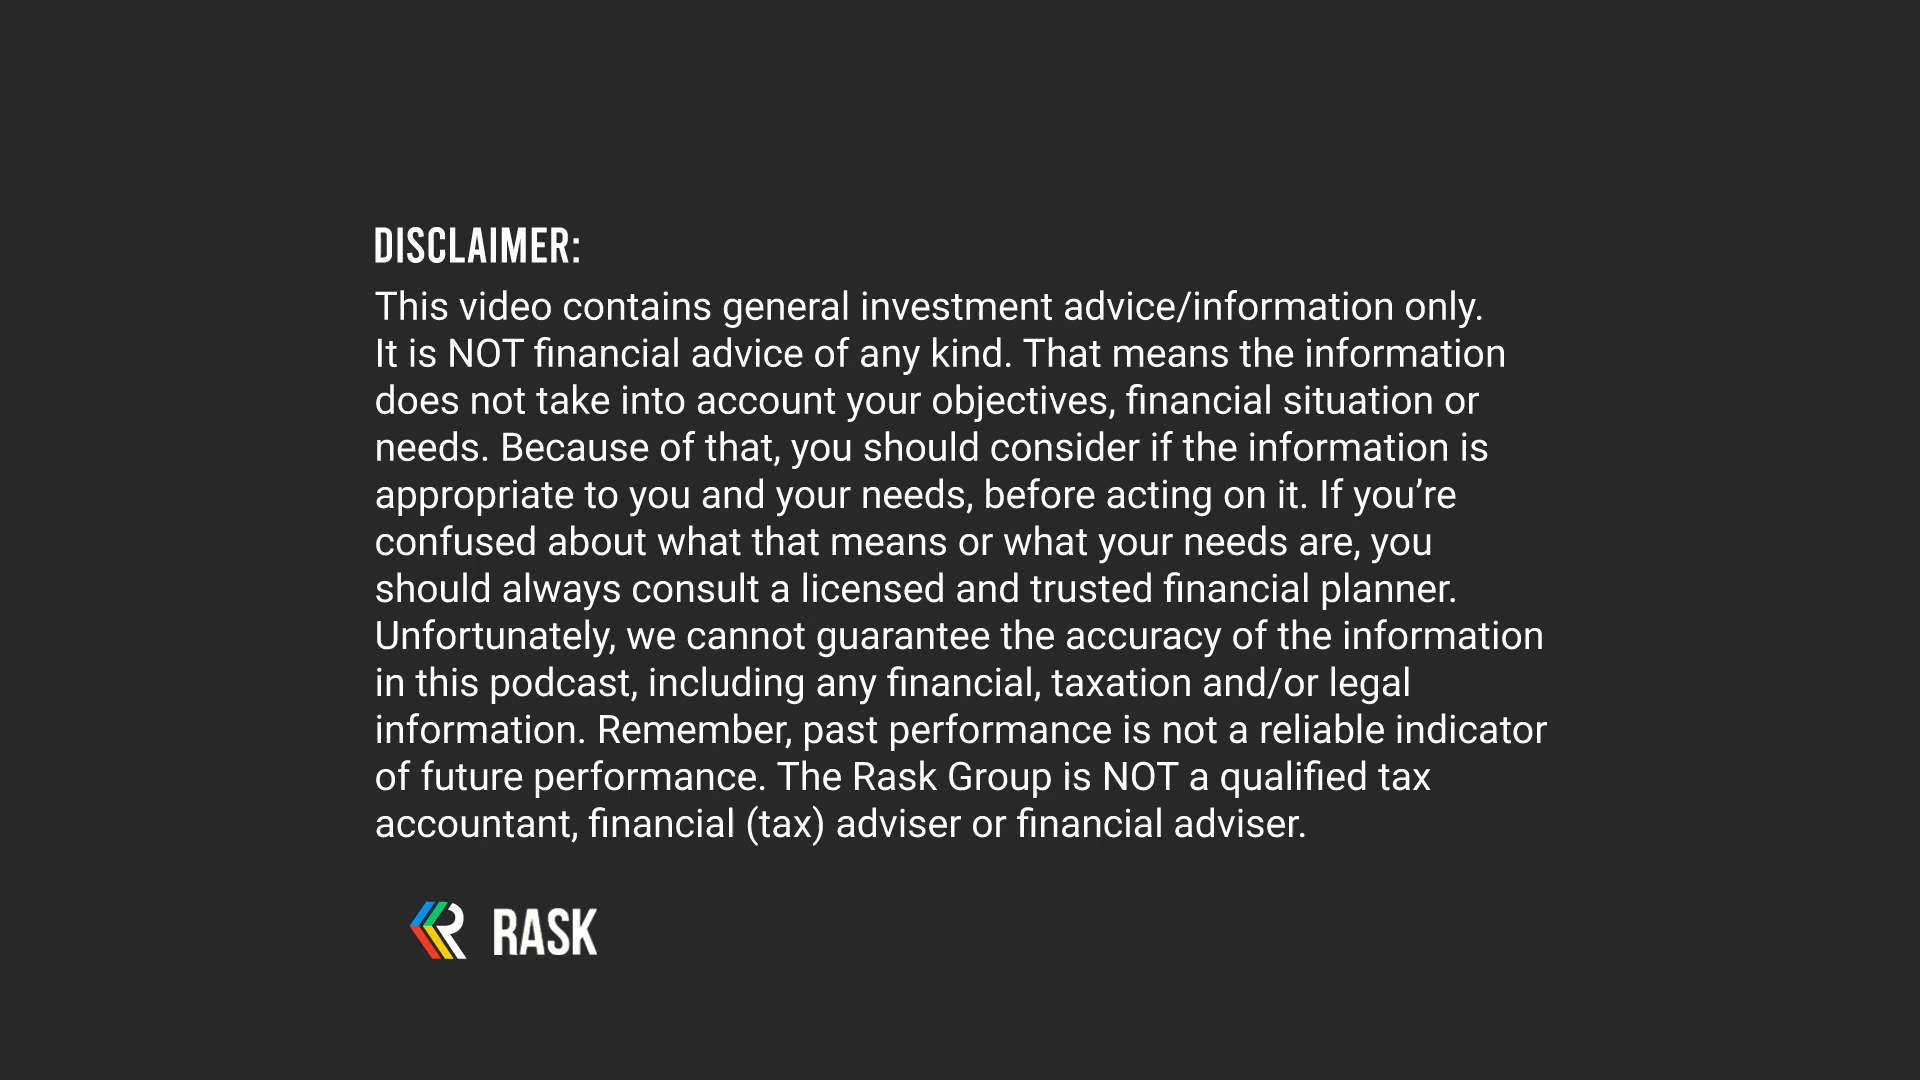 DISCLAIMER:
This video contains general investment advice/information only.
It is NOT financial advice of any kind. That means the information
does not take into account your objectives, financial situation or
needs. Because of that, you should consider if the information is
appropriate to you and your needs, before acting on it. If you’re
confused about what that means or what your needs are, you
should always consult a licensed and trusted financial planner.
Unfortunately, we cannot guarantee the accuracy of the information
in this podcast, including any financial, taxation and/or legal
information. Remember, past performance is not a reliable indicator
of future performance. The Rask Group is NOT a qualified tax
accountant, financial (tax) adviser or financial adviser.
RASK